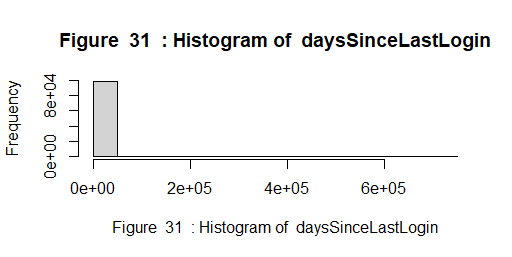 Figure 31 : Histogram of daysSinceLastLogin
Frequency
8e+04
0e+00
0e+00 2e+05 4e+05 6e+05
Figure 31 : Histogram of daysSinceLastLogin